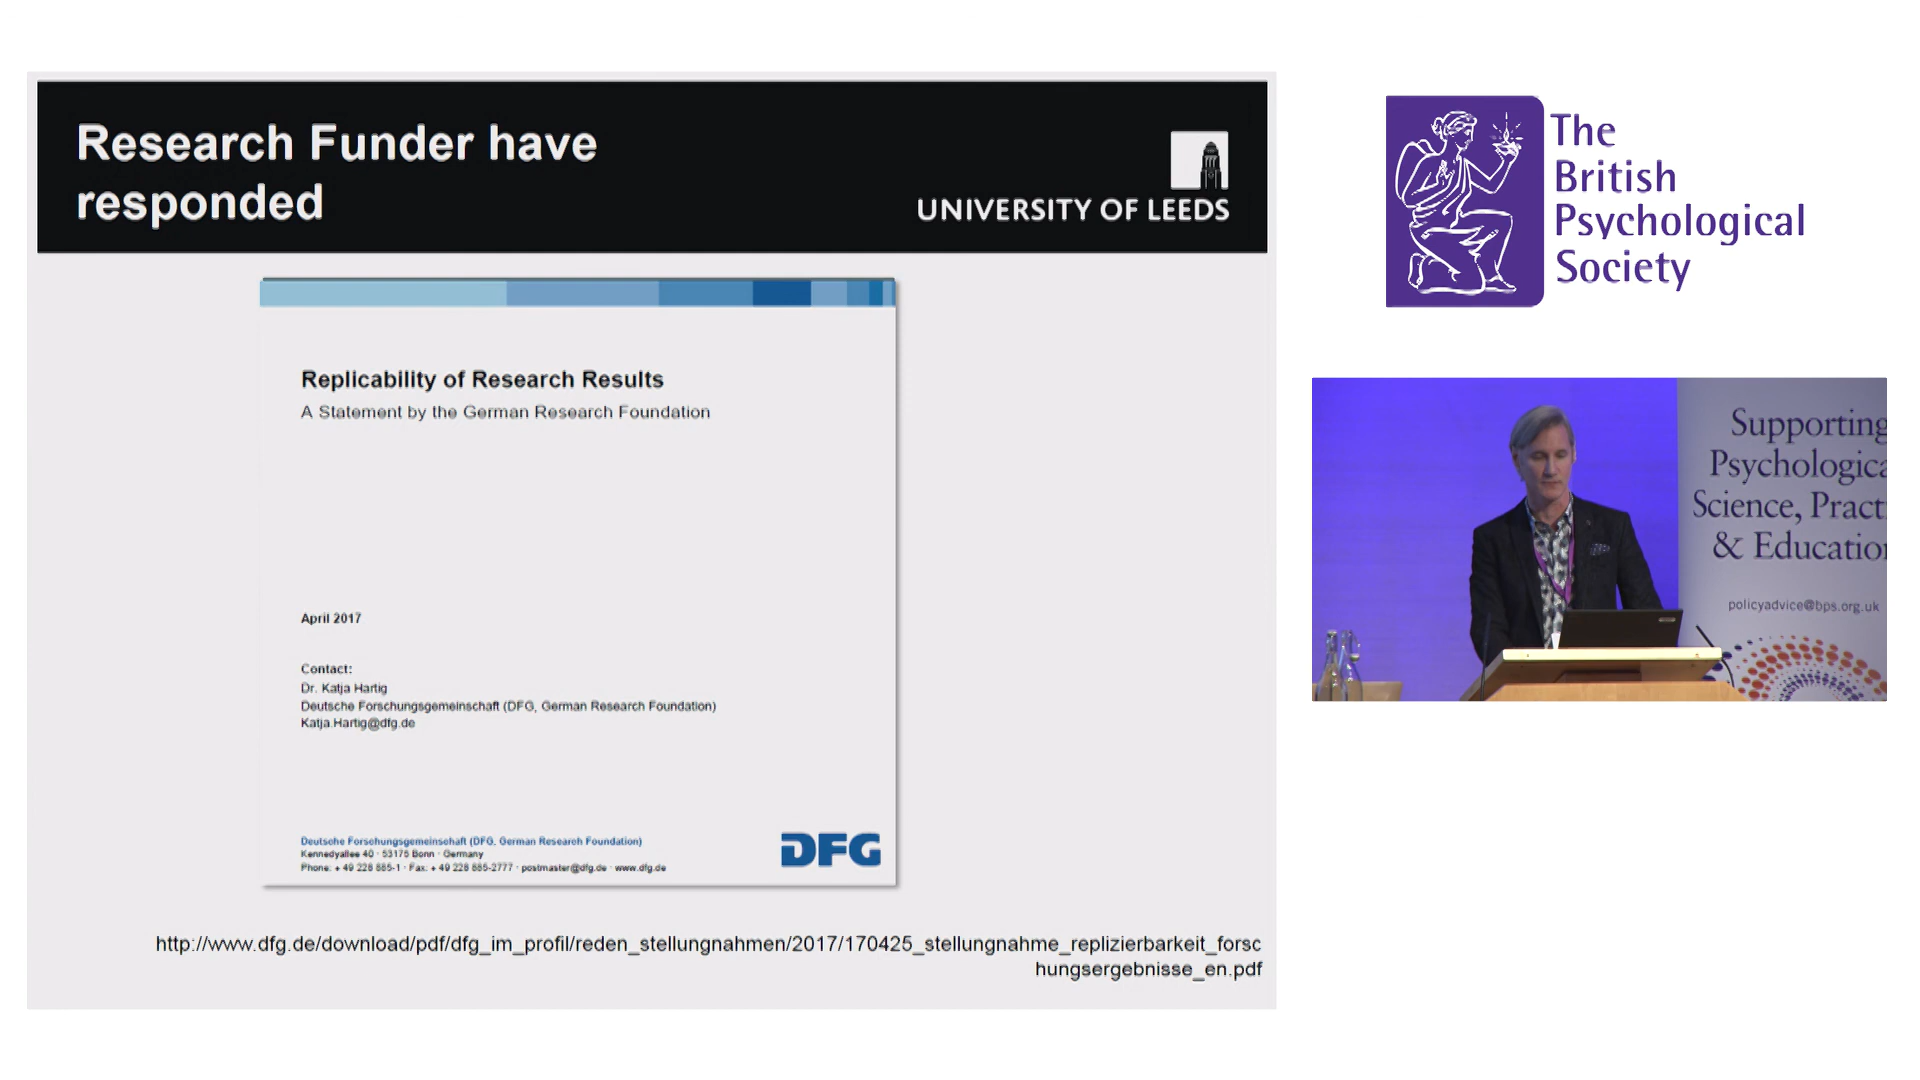 Research Funder have
responded
UNIVERSITY OF LEEDS
Replicability of Research Results
A Statement by the German Research Foundation
April 2017
Contact:
Dr. Katja Hartig
Deutsche Forschungsgemeinschaft (DFG, German Research Foundation)
Katja.Hartig@dfg.de
Deutsche Forschungsgemeinschaft (DFG, German Research Foundation)
Kennedyallee 40 · 53175 Bonn · Germany
Phone: + 49 228 885-1 · Fax: + 49 228 885-2777 · postmaster@dfg.de · www.dfg.de
DFG
http://www.dfg.de/download/pdf/dfg_im_profil/reden_stellungnahmen/2017/170425_stellungnahme_replizierbarkeit_forsc
hungsergebnisse_en.pdf
The
British
Psychological
Society
Supporting
Psychologica
Science, Practi
& Education
policyadvice@bps.org.uk